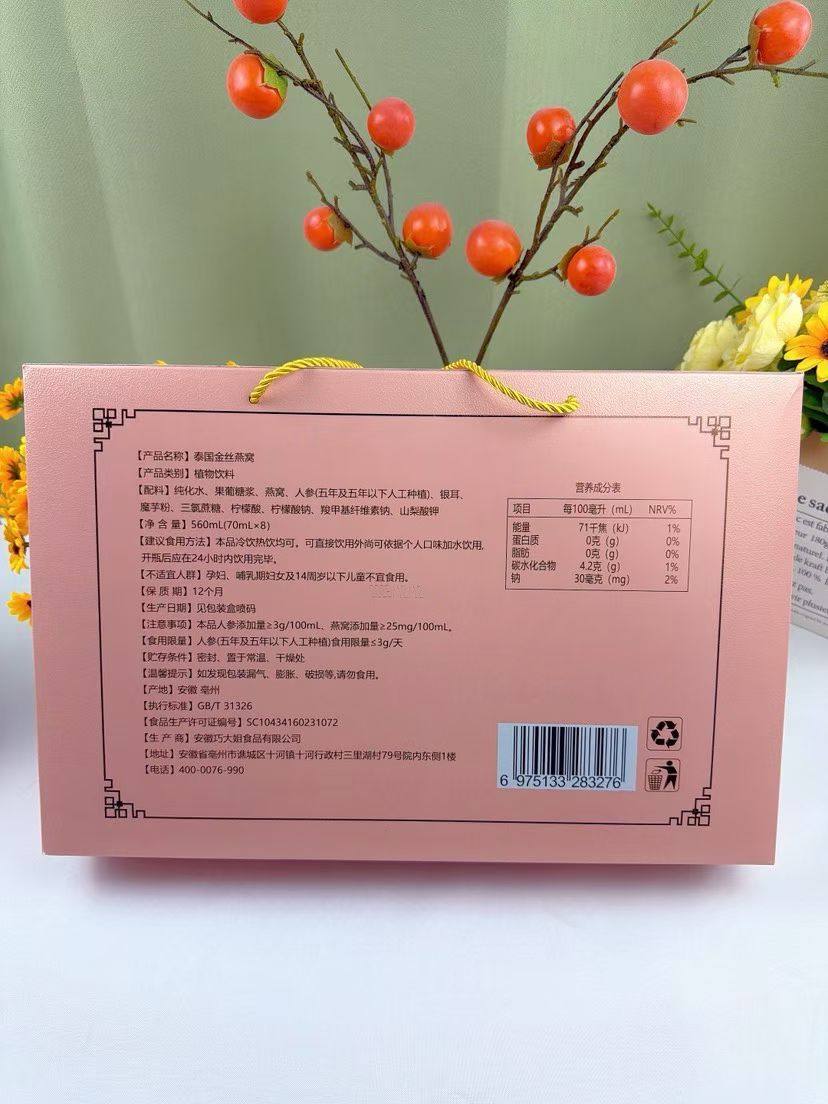 【产品名称】泰国金丝燕窝
【产品类别】植物饮料
【配料】纯化水、果葡糖浆、燕窝、人参(五年及五年以下人工种植)、银耳、
魔芋粉、三氯蔗糖、柠檬酸、柠檬酸钠、羧甲基纤维素钠、山梨酸钾
【净 含 量】560mL(70mL×8)
【建议食用方法】本品冷饮热饮均可。可直接饮用外尚可依据个人口味加水饮用,
开瓶后应在24小时内饮用完毕。
【不适宜人群】孕妇、哺乳期妇女及14周岁以下儿童不宜食用。
【保 质 期】12个月
【生产日期】见包装盒喷码
【注意事项】本品人参添加量≥3g/100mL、燕窝添加量≥25mg/100mL。
【食用限量】人参(五年及五年以下人工种植)食用限量≤3g/天
【贮存条件】密封、置于常温、干燥处
【温馨提示】如发现包装漏气、膨胀、破损等,请勿食用。
【产地】安徽 亳州
【执行标准】GB/T 31326
【食品生产许可证编号】SC10434160231072
【生 产 商】安徽巧大姐食品有限公司
【地址】安徽省亳州市谯城区十河镇十河行政村三里湖村79号院内东侧1楼
【电话】400-0076-990
营养成分表
项目 每100毫升（mL） NRV%
能量 71千焦（kJ） 1%
蛋白质 0克（g） 0%
脂肪 0克（g） 0%
碳水化合物 4.2克（g） 1%
钠 30毫克（mg） 2%
6 975133 283276